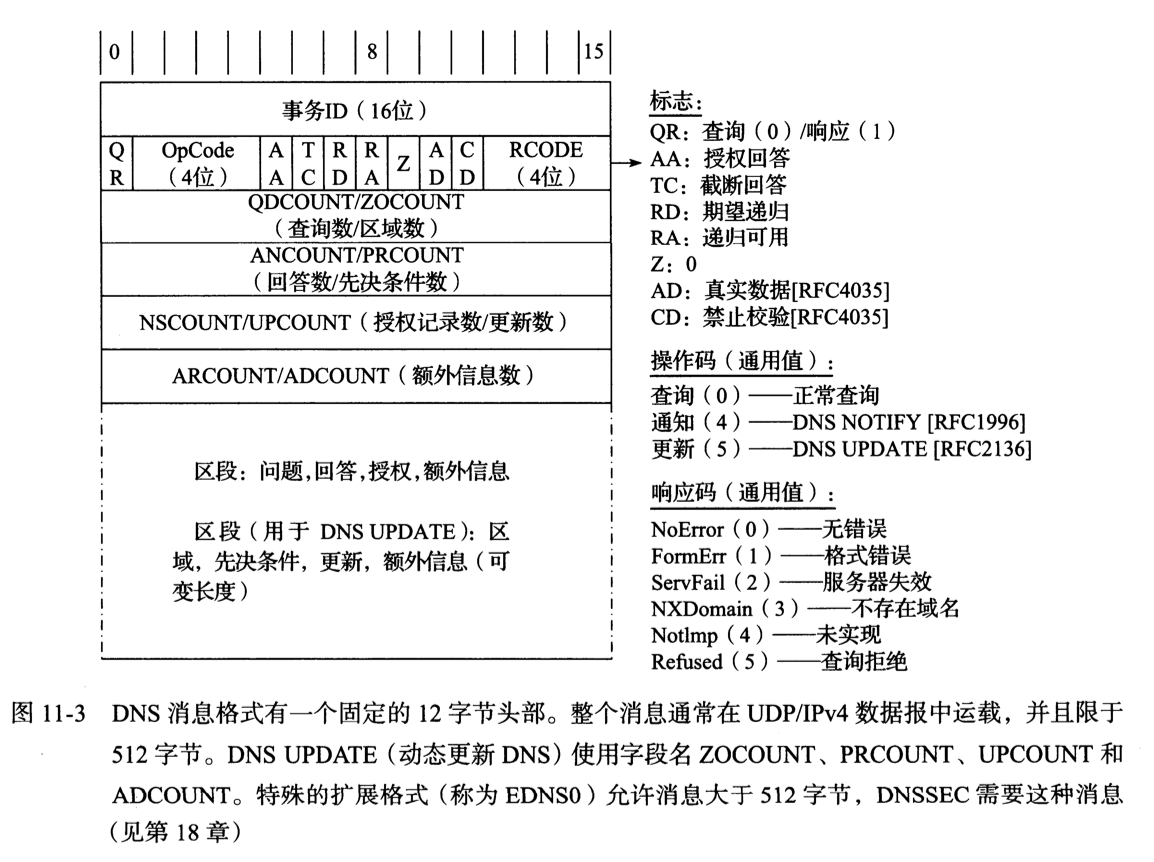 0 8 15
事务ID（16位）
QR OpCode（4位） AA TC RD RA Z AD CD RCODE（4位）
QDCOUNT/ZOCOUNT
（查询数/区域数）
ANCOUNT/PRCOUNT
（回答数/先决条件数）
NSCOUNT/UPCOUNT（授权记录数/更新数）
ARCOUNT/ADCOUNT（额外信息数）
区段：问题,回答,授权,额外信息
区段（用于 DNS UPDATE）：区
域，先决条件，更新，额外信息（可
变长度）
标志：
QR：查询（0）/响应（1）
AA：授权回答
TC：截断回答
RD：期望递归
RA：递归可用
Z：0
AD：真实数据[RFC4035]
CD：禁止校验[RFC4035]
操作码（通用值）：
查询（0）——正常查询
通知（4）——DNS NOTIFY [RFC1996]
更新（5）——DNS UPDATE [RFC2136]
响应码（通用值）：
NoError（0）——无错误
FormErr（1）——格式错误
ServFail（2）——服务器失效
NXDomain（3）——不存在域名
NotImp（4）——未实现
Refused（5）——查询拒绝
图 11-3 DNS 消息格式有一个固定的 12 字节头部。整个消息通常在 UDP/IPv4 数据报中运载，并且限于
512 字节。DNS UPDATE（动态更新 DNS）使用字段名 ZOCOUNT、PRCOUNT、UPCOUNT 和
ADCOUNT。特殊的扩展格式（称为 EDNS0）允许消息大于 512 字节，DNSSEC 需要这种消息
（见第 18 章）